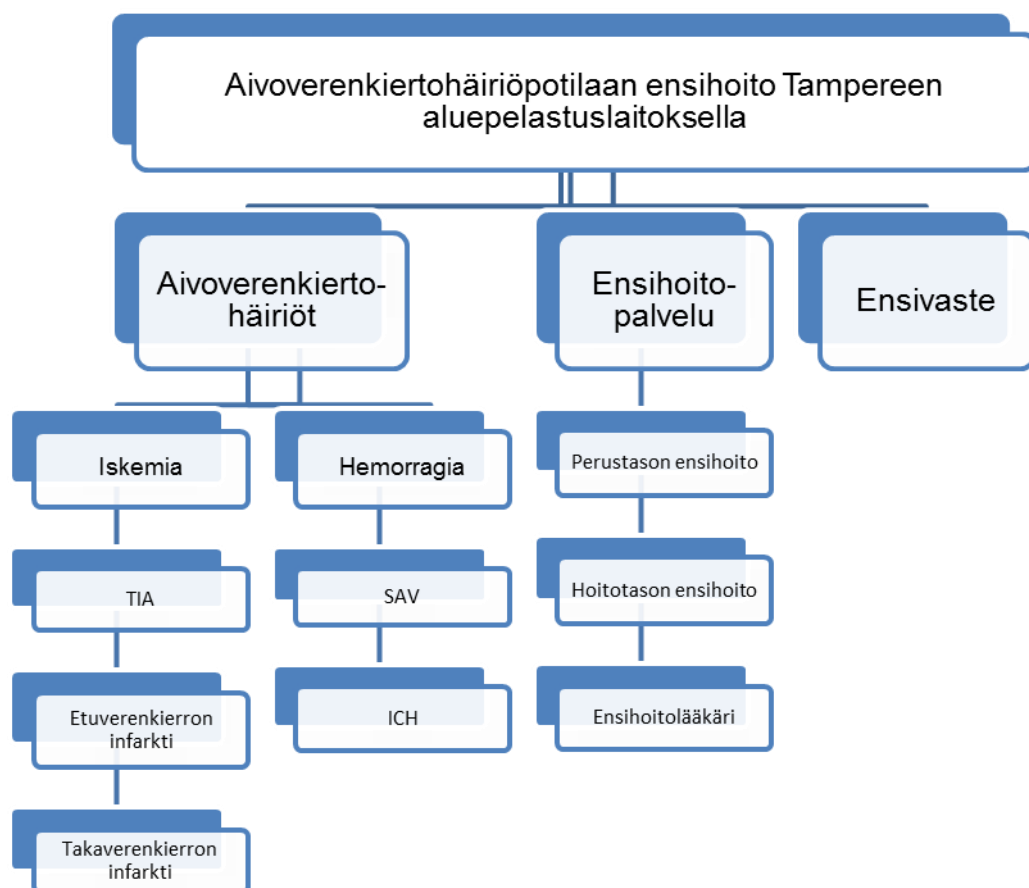 Aivoverenkiertohäiriöpotilaan ensihoito Tampereen
aluepelastuslaitoksella
Aivoverenkierto-
häiriöt
Ensihoito-
palvelu
Ensivaste
Iskemia
Hemorragia
Perustason ensihoito
TIA
SAV
Hoitotason ensihoito
Etuverenkierron
infarkti
ICH
Ensihoitolääkäri
Takaverenkierron
infarkti